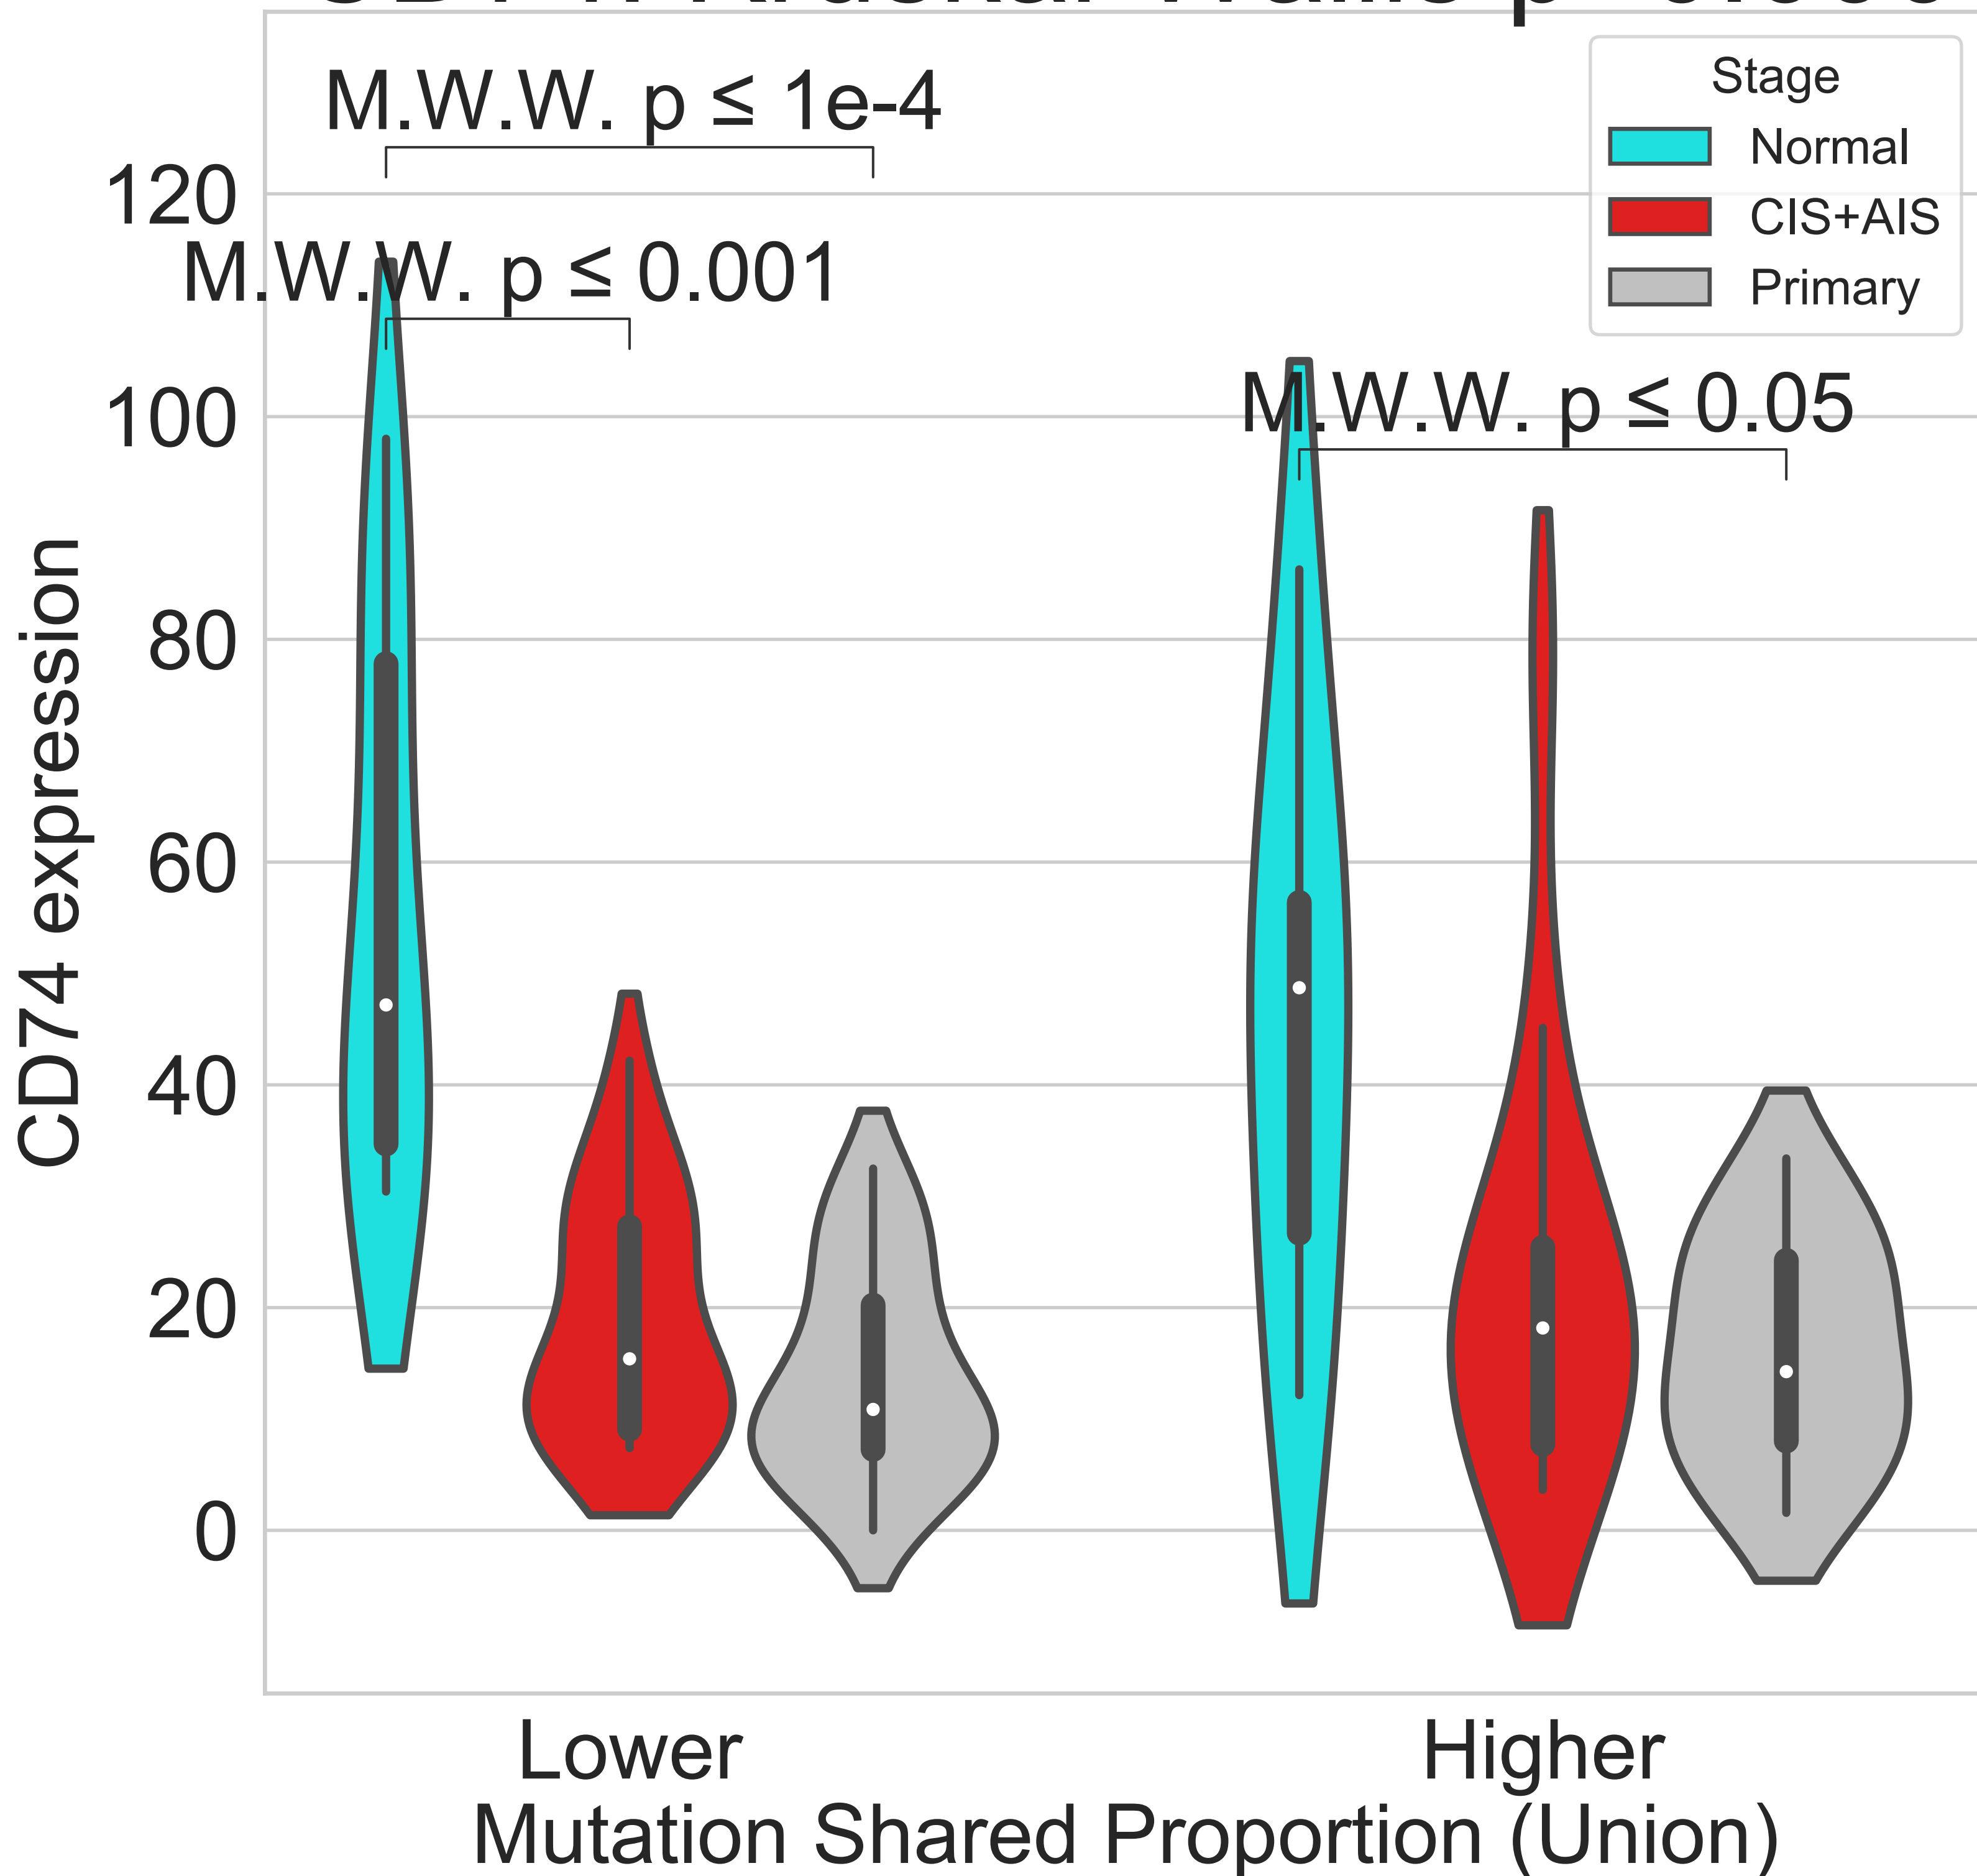 M.W.W. p ≤ 1e-4
M.W.W. p ≤ 0.001
M.W.W. p ≤ 0.05
Stage
Normal
CIS+AIS
Primary
CD74 expression
120
100
80
60
40
20
0
Lower
Higher
Mutation Shared Proportion (Union)